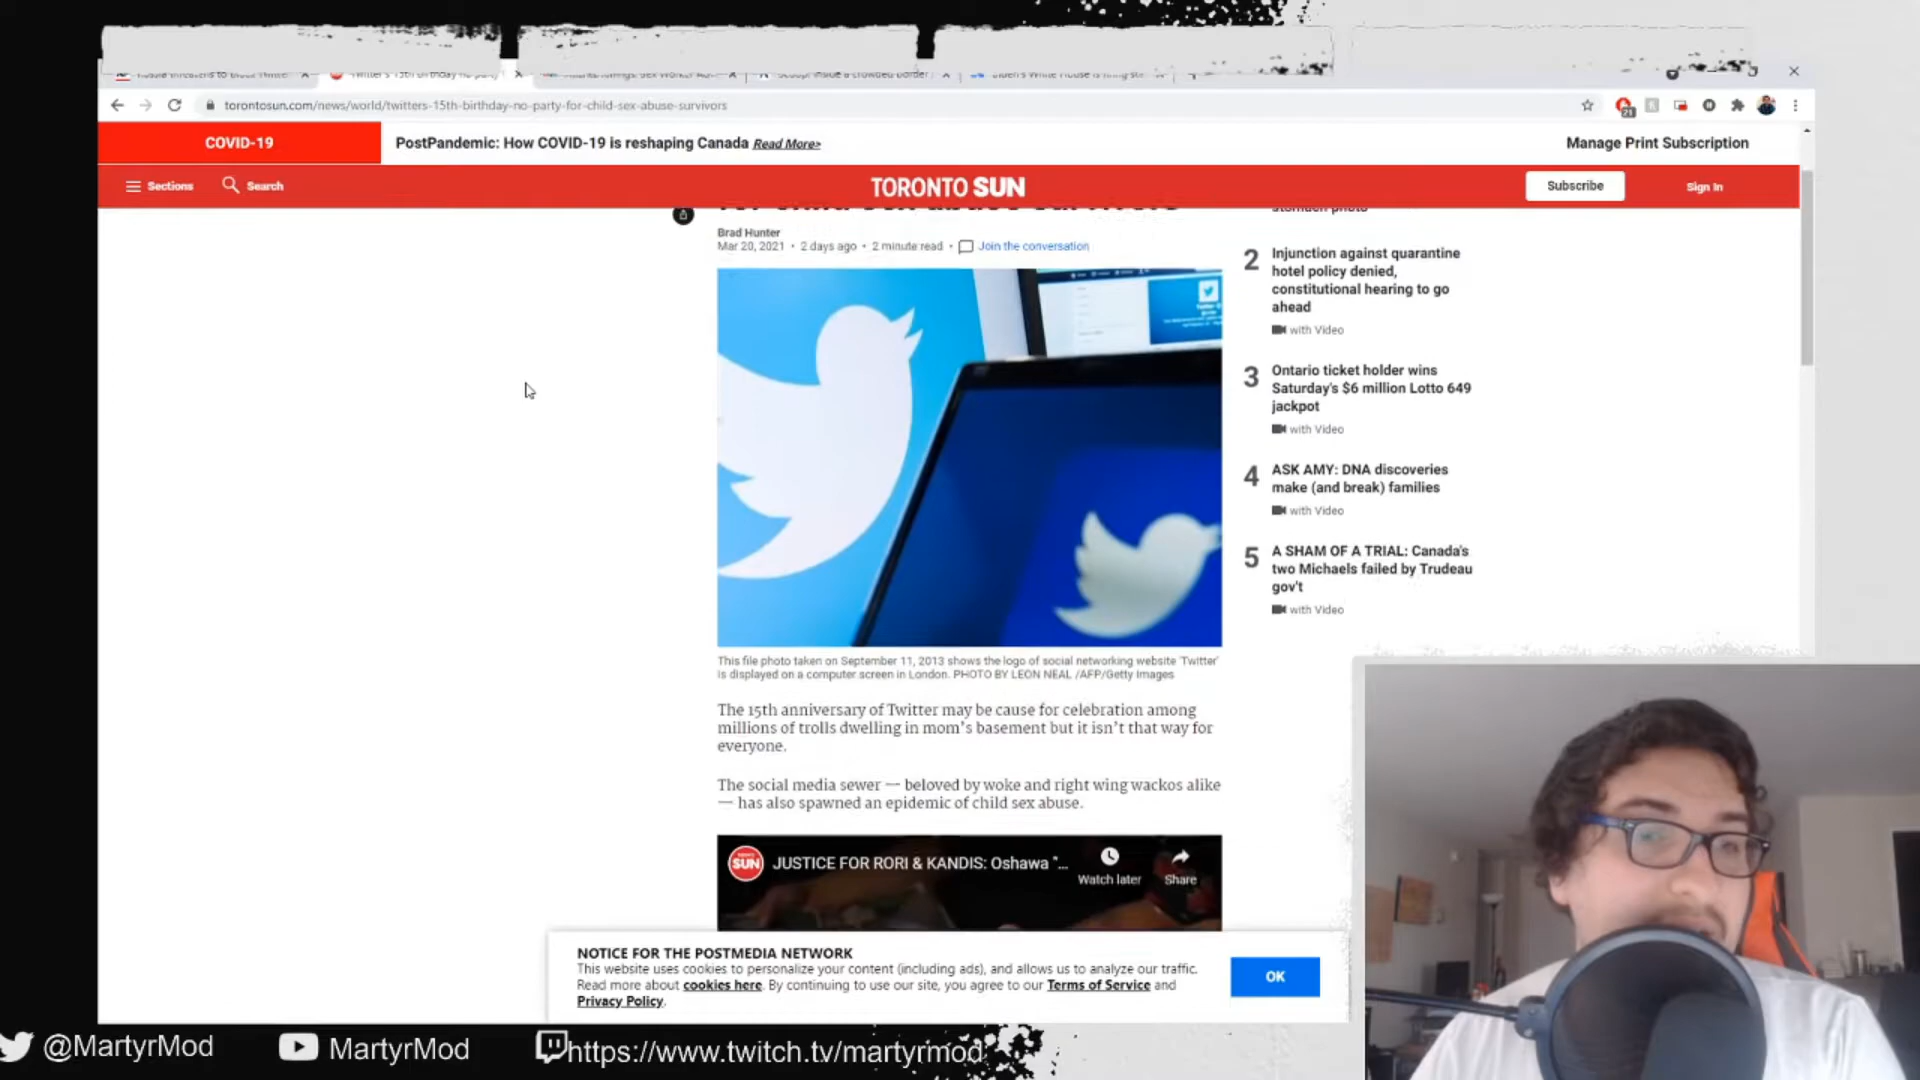 torontosun.com/news/world/twitters-15th-birthday-no-party-for-child-sex-abuse-survivors
21
COVID-19
PostPandemic: How COVID-19 is reshaping Canada Read More>
Manage Print Subscription
Sections
Search
TORONTO SUN
Subscribe
Sign In
Brad Hunter
Mar 20, 2021 • 2 days ago • 2 minute read • Join the conversation
This file photo taken on September 11, 2013 shows the logo of social networking website 'Twitter'
is displayed on a computer screen in London. PHOTO BY LEON NEAL /AFP/Getty Images
The 15th anniversary of Twitter may be cause for celebration among
millions of trolls dwelling in mom's basement but it isn't that way for
everyone.
The social media sewer — beloved by woke and right wing wackos alike
— has also spawned an epidemic of child sex abuse.
SUN
JUSTICE FOR RORI & KANDIS: Oshawa "...
Watch later
Share
stomach photo
2
Injunction against quarantine
hotel policy denied,
constitutional hearing to go
ahead
with Video
3
Ontario ticket holder wins
Saturday's $6 million Lotto 649
jackpot
with Video
4
ASK AMY: DNA discoveries
make (and break) families
with Video
5
A SHAM OF A TRIAL: Canada's
two Michaels failed by Trudeau
gov't
with Video
NOTICE FOR THE POSTMEDIA NETWORK
This website uses cookies to personalize your content (including ads), and allows us to analyze our traffic.
Read more about cookies here. By continuing to use our site, you agree to our Terms of Service and
Privacy Policy.
OK
@MartyrMod
MartyrMod
https://www.twitch.tv/martyrmod